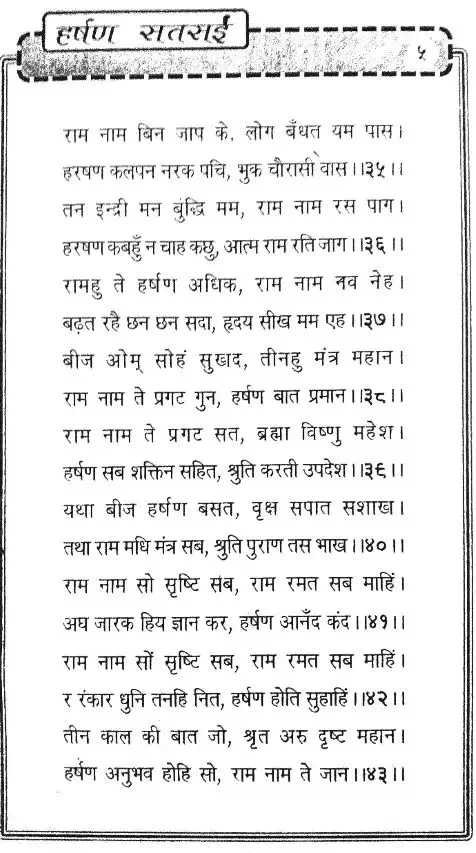 हर्षण सतसई
५
राम नाम बिन जाप के, लोग बँधत यम पास।
हरषण कलपन नरक पचि, भुक चौरासी वास।।३५।।
तन इन्द्री मन बुद्धि मम, राम नाम रस पाग।
हरषण कबहुँ न चाह कछु, आत्म राम रति जाग।।३६।।
रामहु ते हर्षण अधिक, राम नाम नव नेह।
बढ़त रहै छन छन सदा, हृदय सीख मम एह।।३७।।
बीज ओम् सोहं सुखद, तीनहु मंत्र महान।
राम नाम ते प्रगट गुन, हर्षण बात प्रमान।।३८।।
राम नाम ते प्रगट सत, ब्रह्मा विष्णु महेश।
हर्षण सब शक्तिन सहित, श्रुति करती उपदेश।।३९।।
यथा बीज हर्षण बसत, वृक्ष सपात सशाख।
तथा राम मधि मंत्र सब, श्रुति पुराण तस भाख।।४०।।
राम नाम सो सृष्टि सब, राम रमत सब माहिं।
अघ जारक हिय ज्ञान कर, हर्षण आनँद कंद।।४१।।
राम नाम सों सृष्टि सब, राम रमत सब माहिं।
र रंकार धुनि तनहि नित, हर्षण होति सुहाहिं।।४२।।
तीन काल की बात जो, श्रृत अरु दृष्ट महान।
हर्षण अनुभव होहि सो, राम नाम ते जान।।४३।।